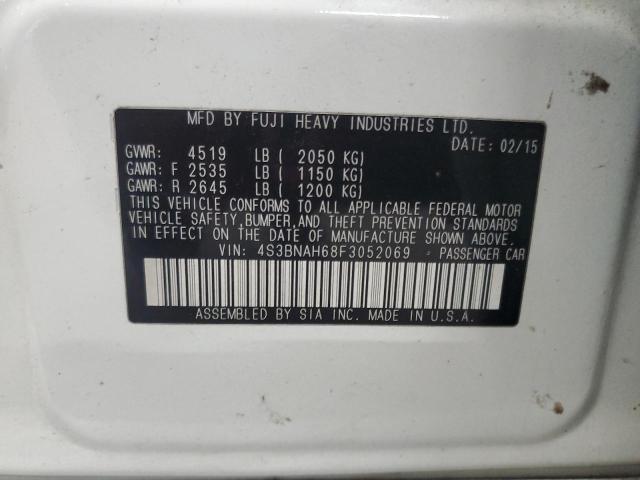 MFD BY FUJI HEAVY INDUSTRIES LTD.
DATE: 02/15
GVWR: 4519 LB ( 2050 KG)
GAWR: F 2535 LB ( 1150 KG)
GAWR: R 2645 LB ( 1200 KG)
THIS VEHICLE CONFORMS TO ALL APPLICABLE FEDERAL MOTOR
VEHICLE SAFETY, BUMPER, AND THEFT PREVENTION STANDARDS
IN EFFECT ON THE DATE OF MANUFACTURE SHOWN ABOVE.
VIN: 4S3BNAH68F3052069 PASSENGER CAR
ASSEMBLED BY SIA INC. MADE IN U.S.A.